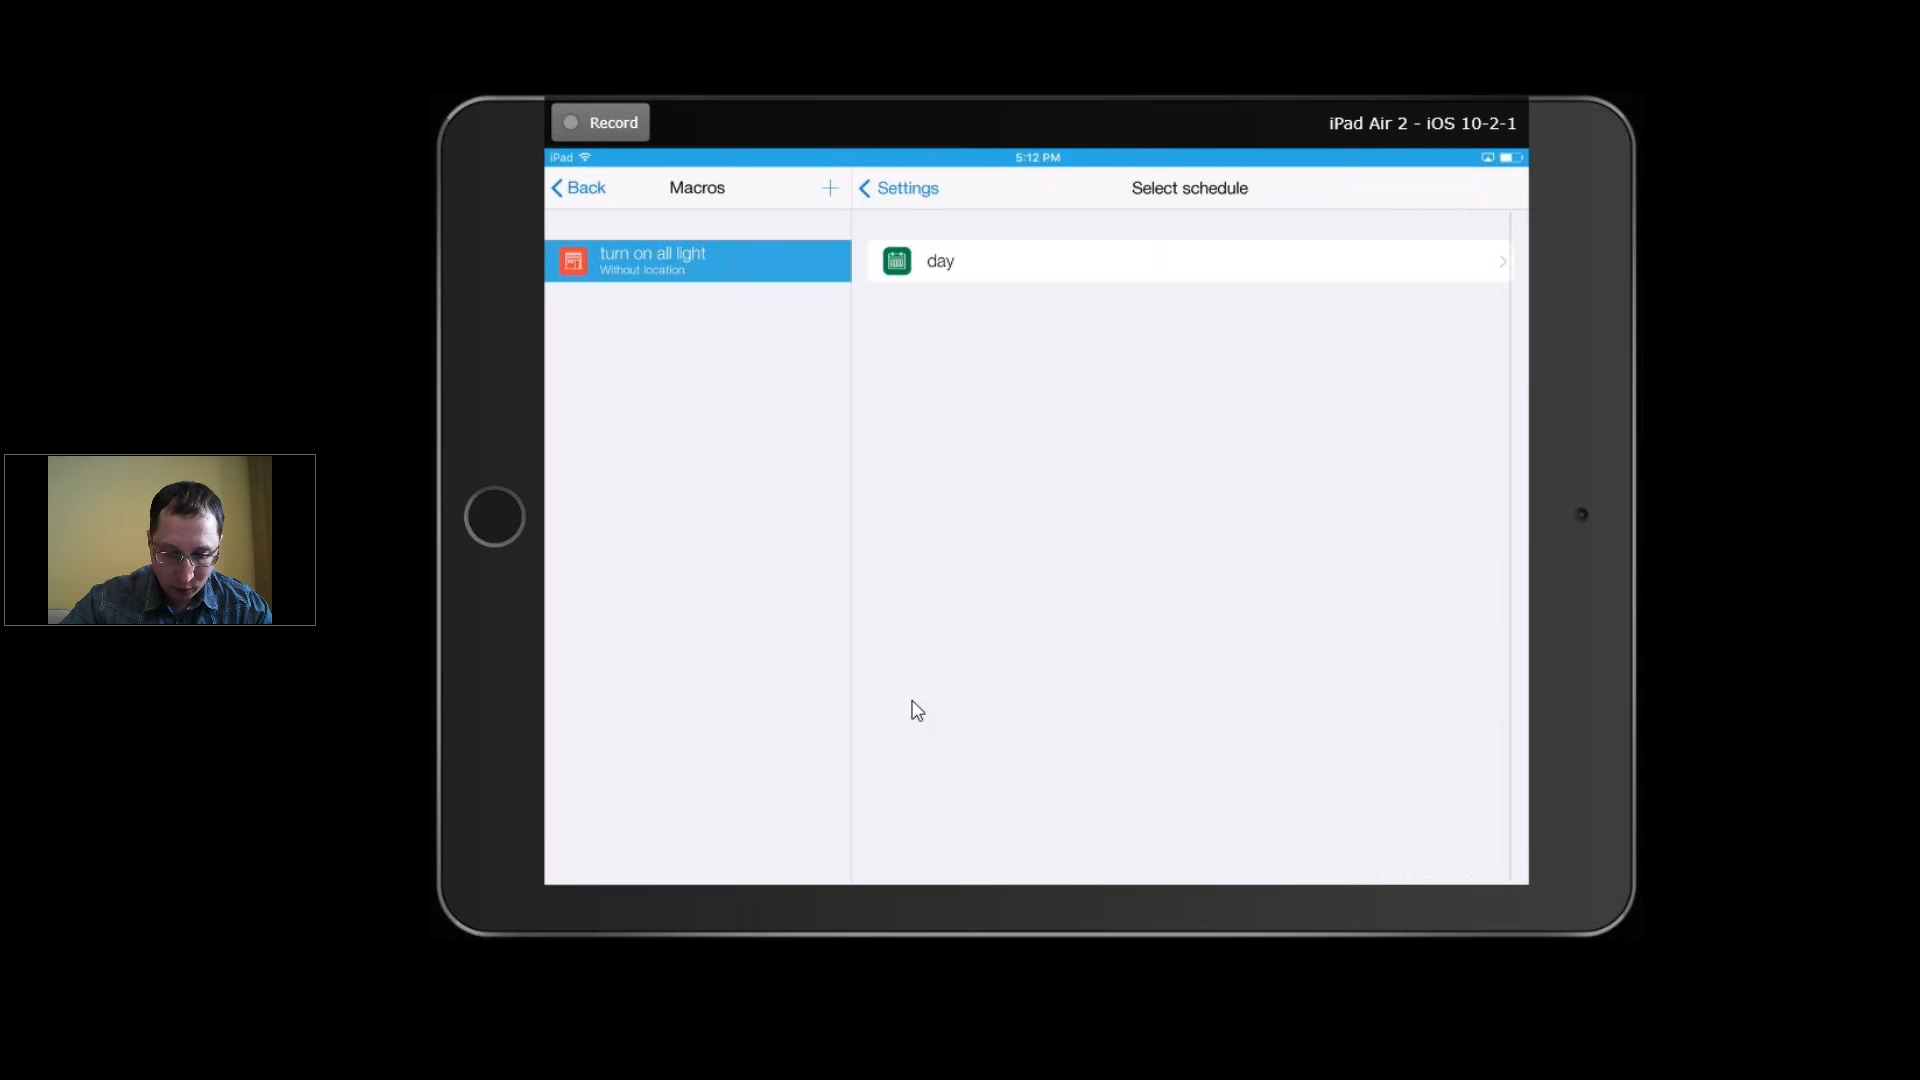 Record
iPad Air 2 - iOS 10-2-1
iPad
5:12 PM
Back
Macros
Settings
Select schedule
turn on all light
Without location
day